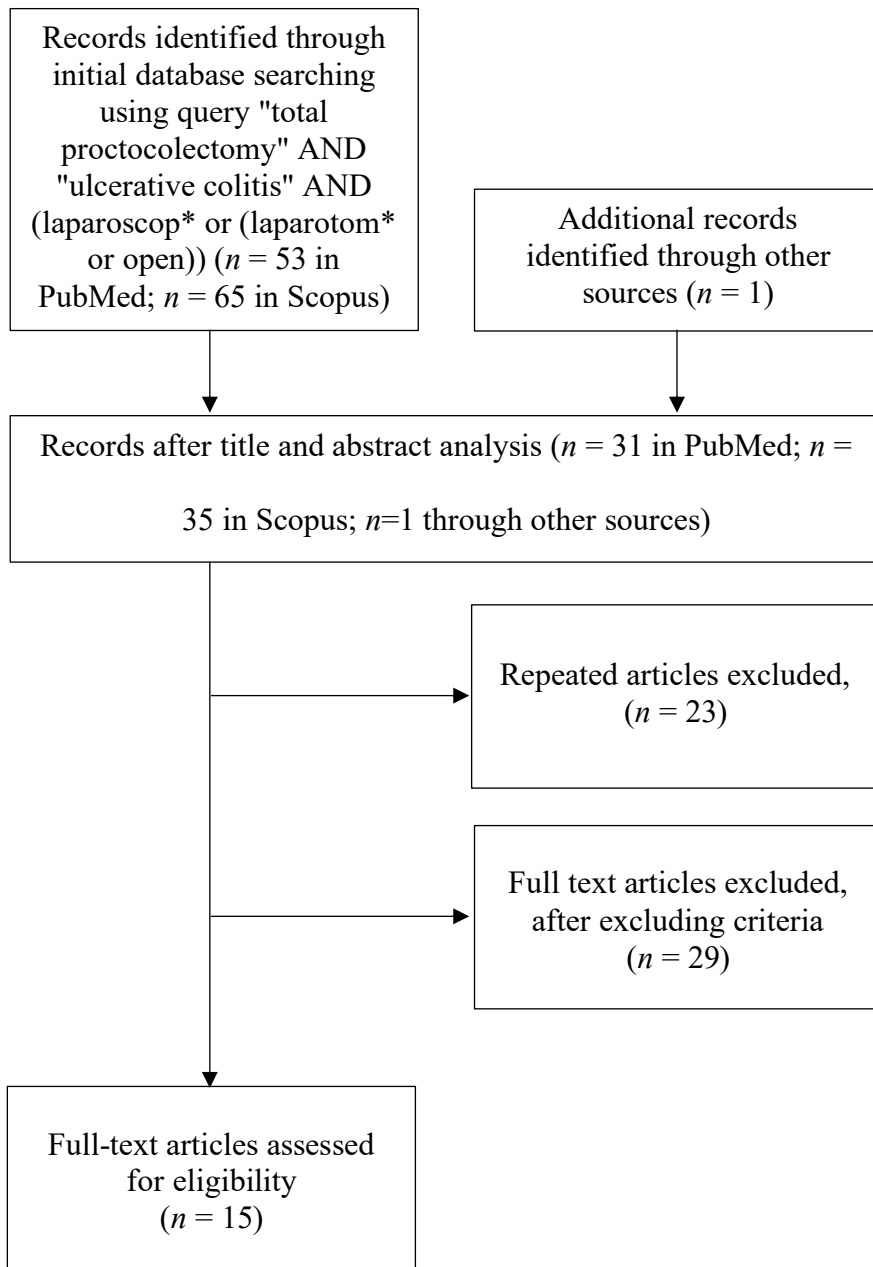 Records identified through
initial database searching
using query "total
proctocolectomy" AND
"ulcerative colitis" AND
(laparoscop* or (laparotom*
or open)) (n = 53 in
PubMed; n = 65 in Scopus)
Additional records
identified through other
sources (n = 1)
Records after title and abstract analysis (n = 31 in PubMed; n =
35 in Scopus; n=1 through other sources)
Repeated articles excluded,
(n = 23)
Full text articles excluded,
after excluding criteria
(n = 29)
Full-text articles assessed
for eligibility
(n = 15)